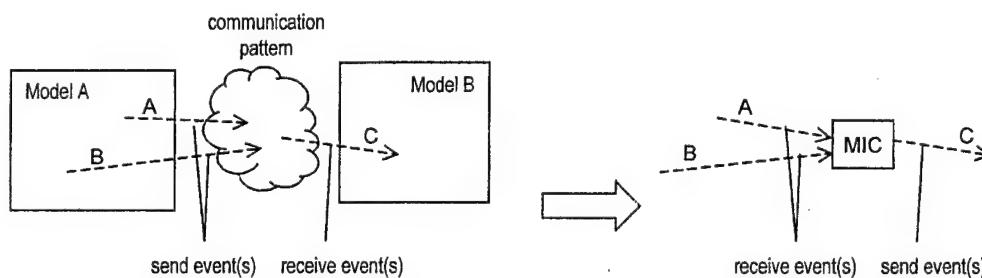 communication
pattern
Model A
Model B
A
B
C
A
B
MIC
C
send event(s)
receive event(s)
receive event(s)
send event(s)